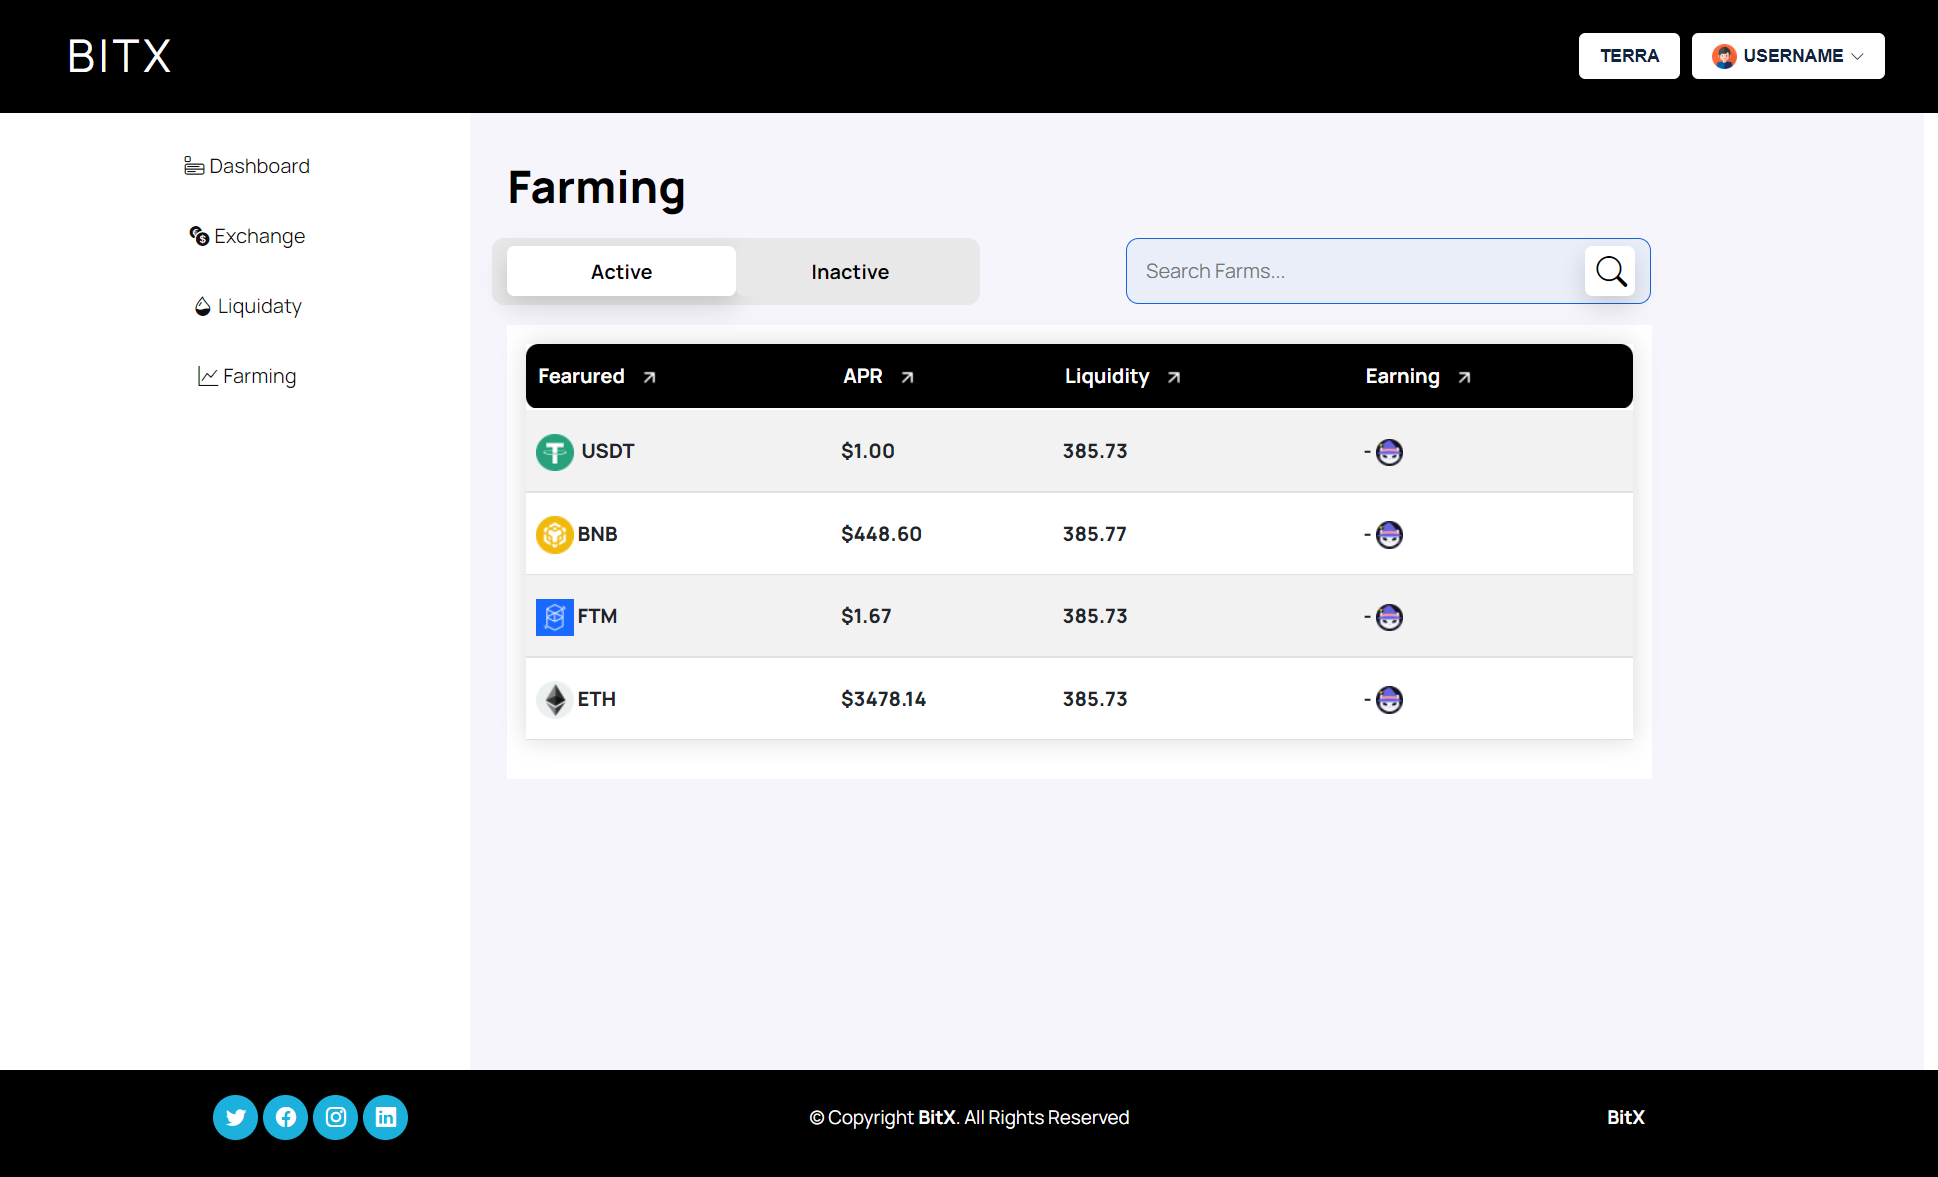 BITX
TERRA
USERNAME
Dashboard
Exchange
Liquidaty
Farming
Farming
Active
Inactive
Search Farms...
Fearured
APR
Liquidity
Earning
USDT $1.00 385.73 -
BNB $448.60 385.77 -
FTM $1.67 385.73 -
ETH $3478.14 385.73 -
© Copyright BitX. All Rights Reserved
BitX